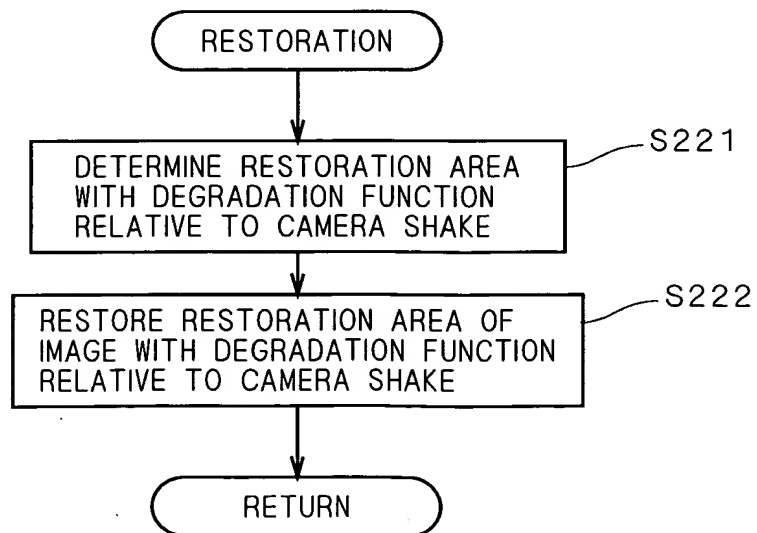 RESTORATION
S221
DETERMINE RESTORATION AREA
WITH DEGRADATION FUNCTION
RELATIVE TO CAMERA SHAKE
S222
RESTORE RESTORATION AREA OF
IMAGE WITH DEGRADATION FUNCTION
RELATIVE TO CAMERA SHAKE
RETURN